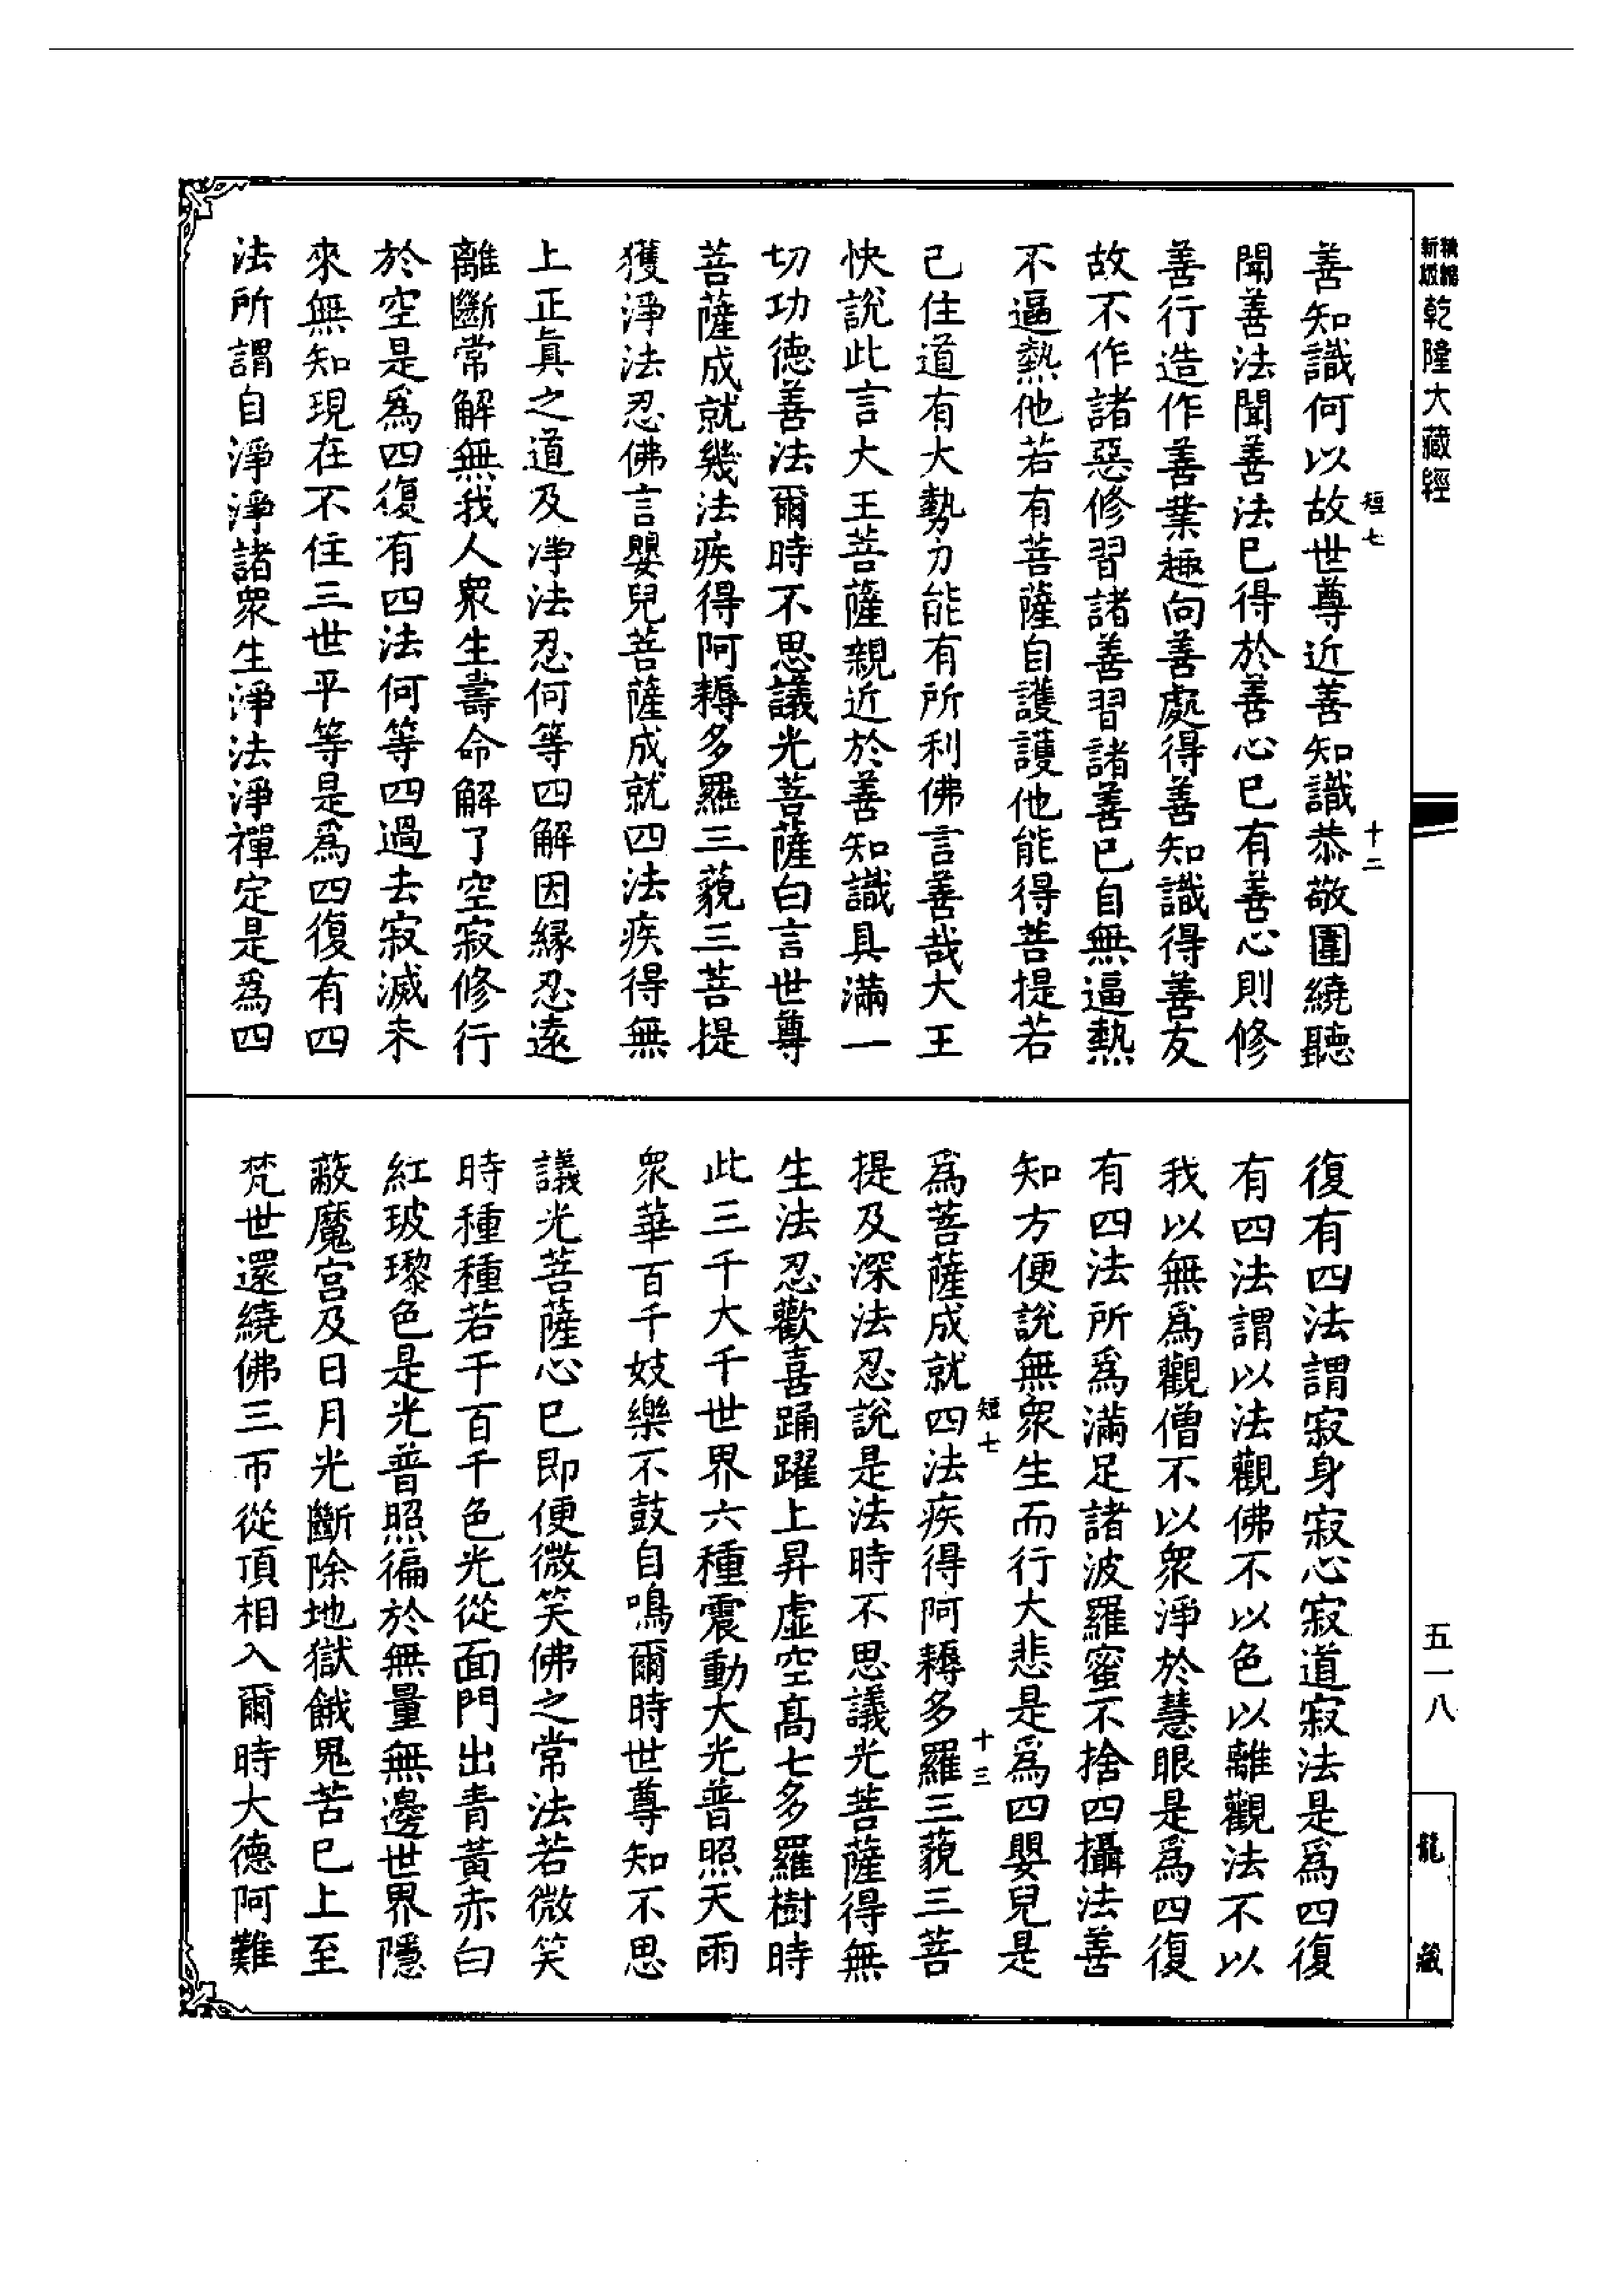 乾隆大藏經
短七
十二
善知識何以故世尊近善知識恭敬圍繞聽
聞善法聞善法已得於善心已有善心則修
善行造作善業趣向善處得善知識得善友
故不作諸惡修習諸善習諸善已自無逼熱
不逼熱他若有菩薩自護護他能得菩提若
己住道有大勢力能有所利佛言善哉大王
快說此言大王菩薩親近於善知識具滿一
切功德善法爾時不思議光菩薩白言世尊
菩薩成就幾法疾得阿耨多羅三藐三菩提
獲淨法忍佛言嬰兒菩薩成就四法疾得無
上正眞之道及淨法忍何等四解因緣忍遠
離斷常解無我人衆生壽命解了空寂修行
於空是爲四復有四法何等四過去寂滅未
來無知現在不住三世平等是爲四復有四
法所謂自淨淨諸衆生淨法淨禪定是爲四
復有四法謂寂身寂心寂道寂法是爲四復
有四法謂以法觀佛不以色以離觀法不以
我以無爲觀僧不以衆淨於慧眼是爲四復
有四法所爲滿足諸波羅蜜不捨四攝法善
知方便說無衆生而行大悲是爲四嬰兒是
短七
十三
爲菩薩成就四法疾得阿耨多羅三藐三菩
提及深法忍說是法時不思議光菩薩得無
生法忍歡喜踊躍上昇虛空高七多羅樹時
此三千大千世界六種震動大光普照天雨
衆華百千妓樂不鼓自鳴爾時世尊知不思
議光菩薩心已即便微笑佛之常法若微笑
時種種若干百千色光從面門出青黃赤白
紅玻瓈色是光普照徧於無量無邊世界隱
蔽魔宮及日月光斷除地獄餓鬼苦已上至
梵世還繞佛三帀從頂相入爾時大德阿難
五一八
龍藏